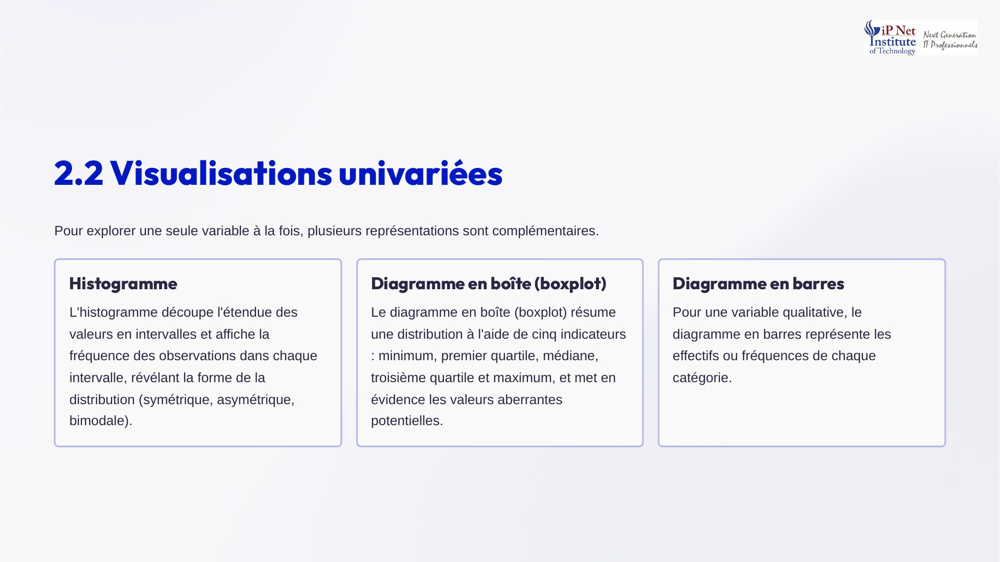 iP Net
Institute
of Technology
Next Generation
IT Professionnels
2.2 Visualisations univariées
Pour explorer une seule variable à la fois, plusieurs représentations sont complémentaires.
Histogramme
L'histogramme découpe l'étendue des
valeurs en intervalles et affiche la
fréquence des observations dans chaque
intervalle, révélant la forme de la
distribution (symétrique, asymétrique,
bimodale).
Diagramme en boîte (boxplot)
Le diagramme en boîte (boxplot) résume
une distribution à l'aide de cinq indicateurs
: minimum, premier quartile, médiane,
troisième quartile et maximum, et met en
évidence les valeurs aberrantes
potentielles.
Diagramme en barres
Pour une variable qualitative, le
diagramme en barres représente les
effectifs ou fréquences de chaque
catégorie.